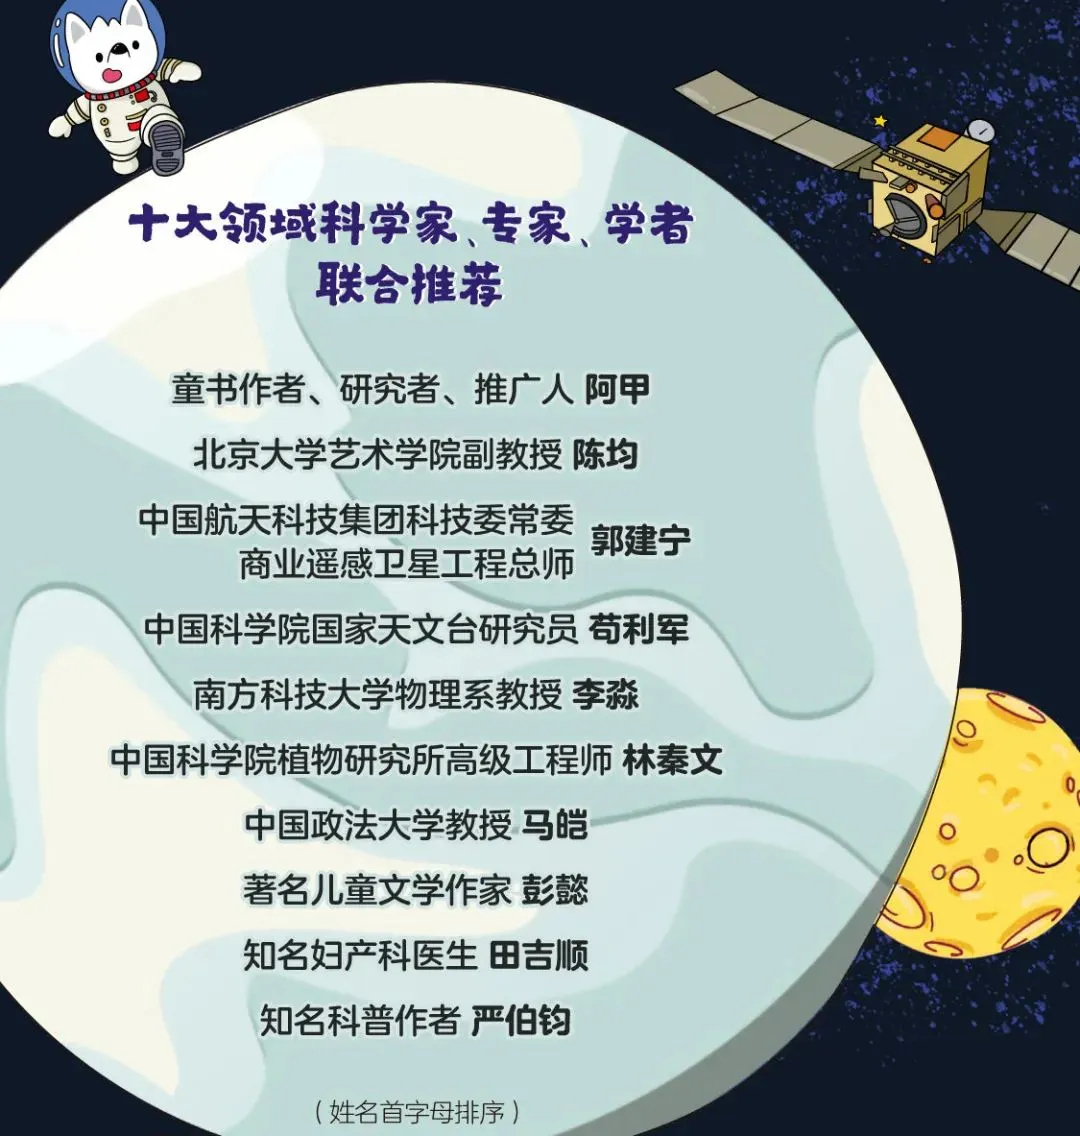 十大领域科学家、专家、学者
联合推荐
童书作者、研究者、推广人 阿甲
北京大学艺术学院副教授 陈均
中国航天科技集团科技委常委
商业遥感卫星工程总师 郭建宁
中国科学院国家天文台研究员 苟利军
南方科技大学物理系教授 李淼
中国科学院植物研究所高级工程师 林秦文
中国政法大学教授 马皑
著名儿童文学作家 彭懿
知名妇产科医生 田吉顺
知名科普作者 严伯钧
（姓名首字母排序）